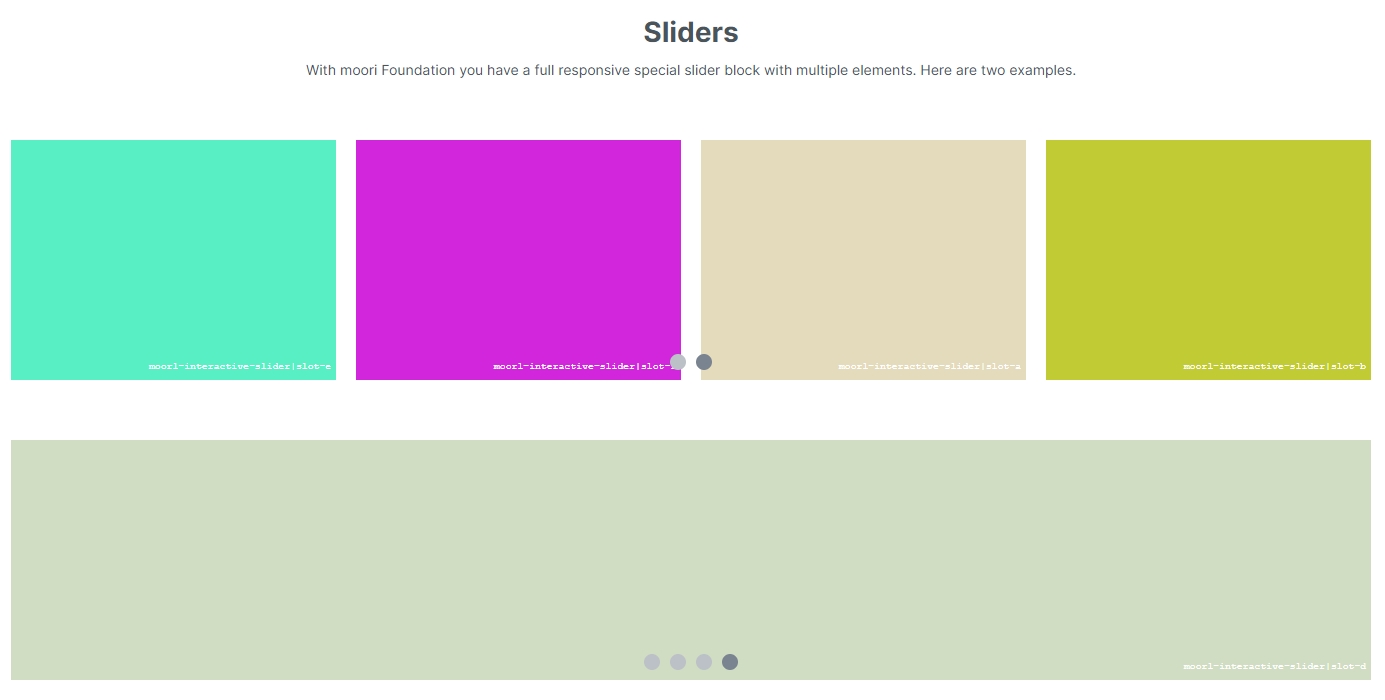 Sliders
With moori Foundation you have a full responsive special slider block with multiple elements. Here are two examples.
moorl-interactive-slider|slot-e
moorl-interactive-slider|slot-
moorl-interactive-slider|slot-a
moorl-interactive-slider|slot-b
moorl-interactive-slider|slot-d